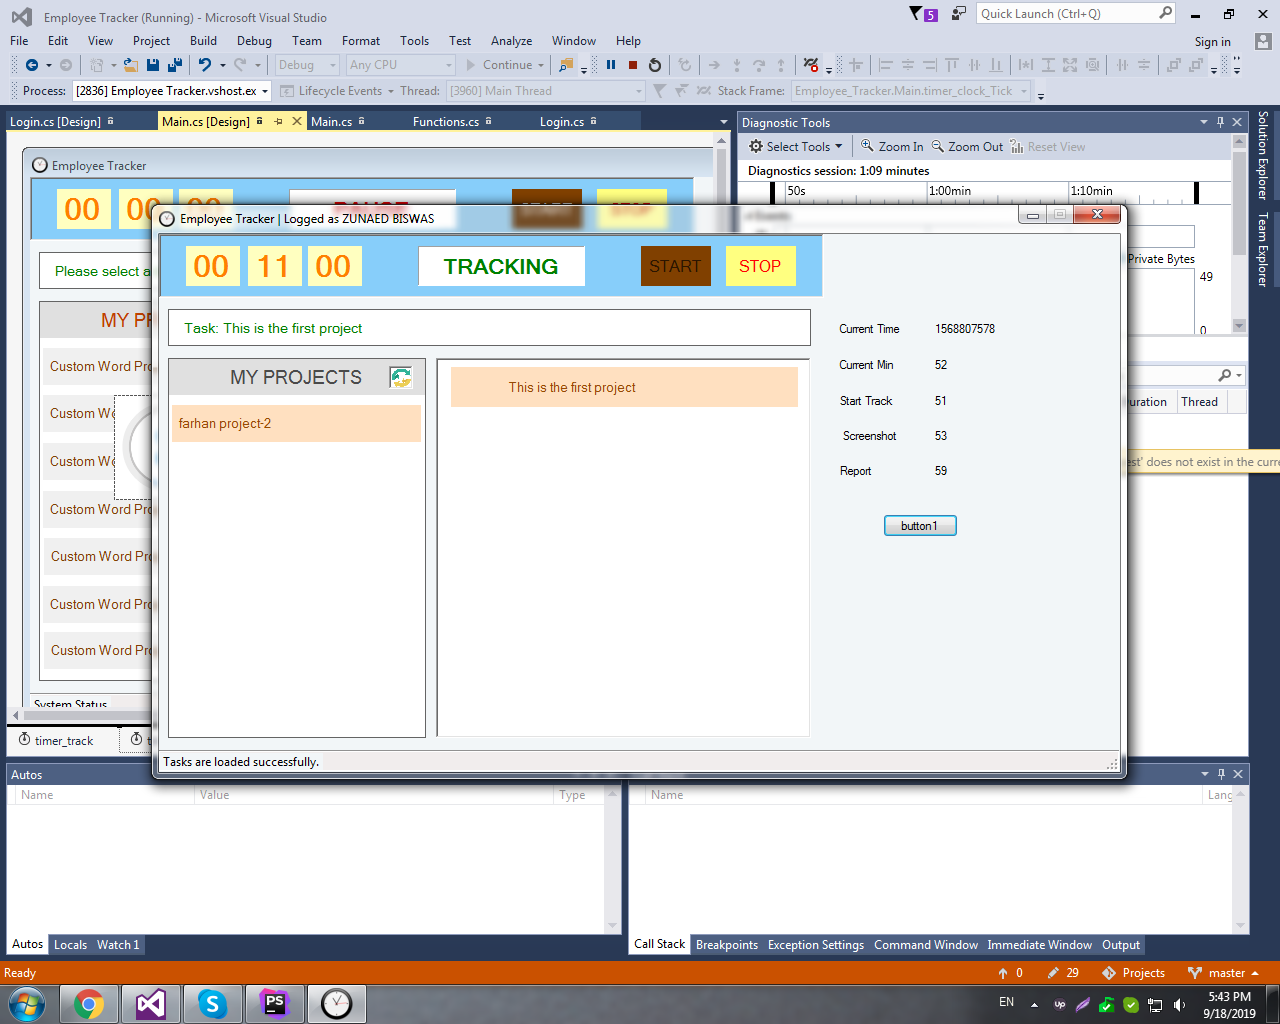 Employee Tracker (Running) - Microsoft Visual Studio
5
Quick Launch (Ctrl+Q)
File Edit View Project Build Debug Team Format Tools Test Analyze Window Help
Sign in
Debug Any CPU Continue
Process: [2836] Employee Tracker.vshost.ex Lifecycle Events Thread: [3960] Main Thread Stack Frame: Employee_Tracker.Main.timer_clock_Tick
Login.cs [Design] Main.cs [Design] Main.cs Functions.cs Login.cs
Diagnostic Tools
Select Tools Zoom In Zoom Out Reset View
Diagnostics session: 1:09 minutes
50s 1:00min 1:10min
Events
Private Bytes
49
0
Solution Explorer
Team Explorer
uration Thread
est' does not exist in the curre
Employee Tracker
00 00 00 PAUSE START STOP
Please select a
MY PR
Custom Word Pro
Custom Wo
Custom Wo
Custom Word Pro
Custom Word Pro
Custom Word Pro
Custom Word Pro
System Status
timer_track
Employee Tracker | Logged as ZUNAED BISWAS
00 11 00 TRACKING START STOP
Task: This is the first project
MY PROJECTS
farhan project-2
This is the first project
Current Time 1568807578
Current Min 52
Start Track 51
Screenshot 53
Report 59
button1
Tasks are loaded successfully.
Autos
Name Value Type
Name Lang
Autos Locals Watch 1
Call Stack Breakpoints Exception Settings Command Window Immediate Window Output
Ready
0 29 Projects master
EN
up
5:43 PM
9/18/2019
S
PS